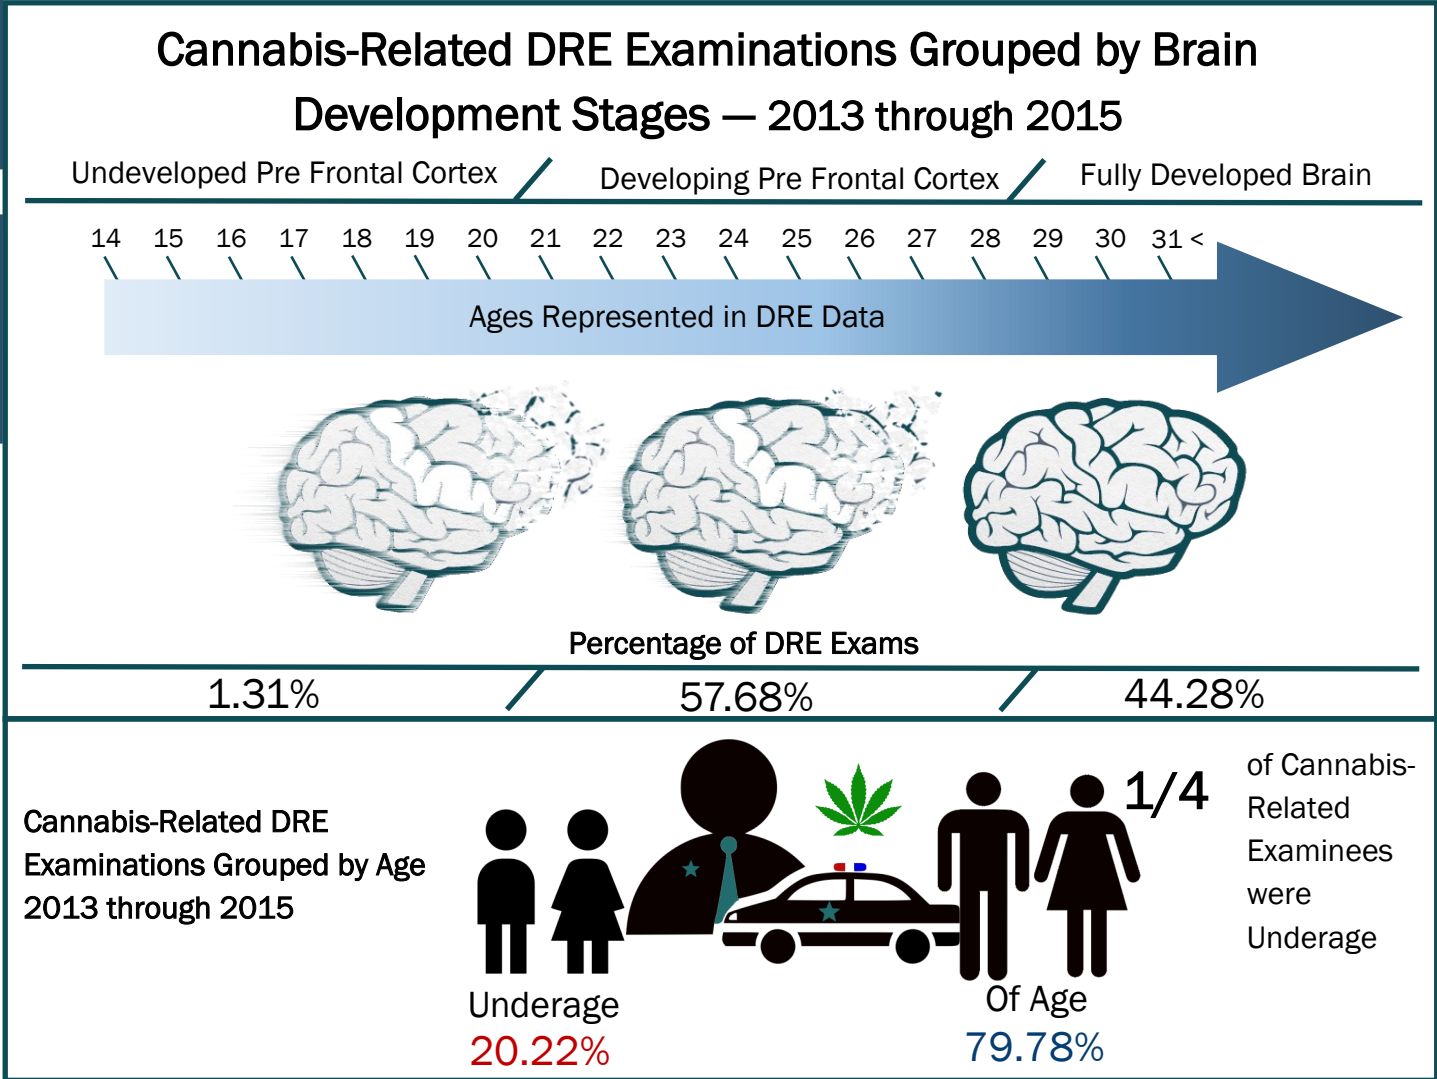 Cannabis-Related DRE Examinations Grouped by Brain
Development Stages — 2013 through 2015
Undeveloped Pre Frontal Cortex
Developing Pre Frontal Cortex
Fully Developed Brain
14 15 16 17 18 19 20 21 22 23 24 25 26 27 28 29 30 31 <
Ages Represented in DRE Data
Percentage of DRE Exams
1.31%
57.68%
44.28%
Cannabis-Related DRE
Examinations Grouped by Age
2013 through 2015
Underage
20.22%
Of Age
79.78%
1/4
of Cannabis-
Related
Examinees
were
Underage